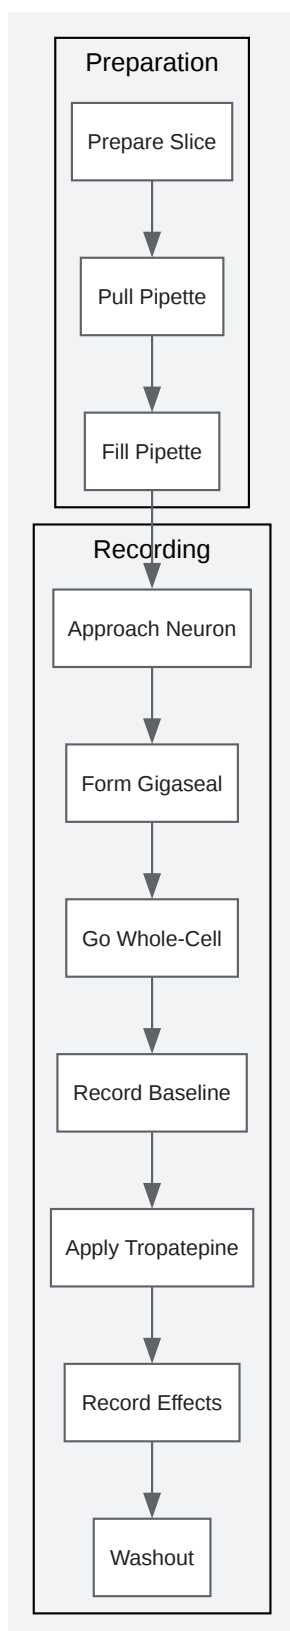 Preparation
Prepare Slice
Pull Pipette
Fill Pipette
Recording
Approach Neuron
Form Gigaseal
Go Whole-Cell
Record Baseline
Apply Tropatepine
Record Effects
Washout